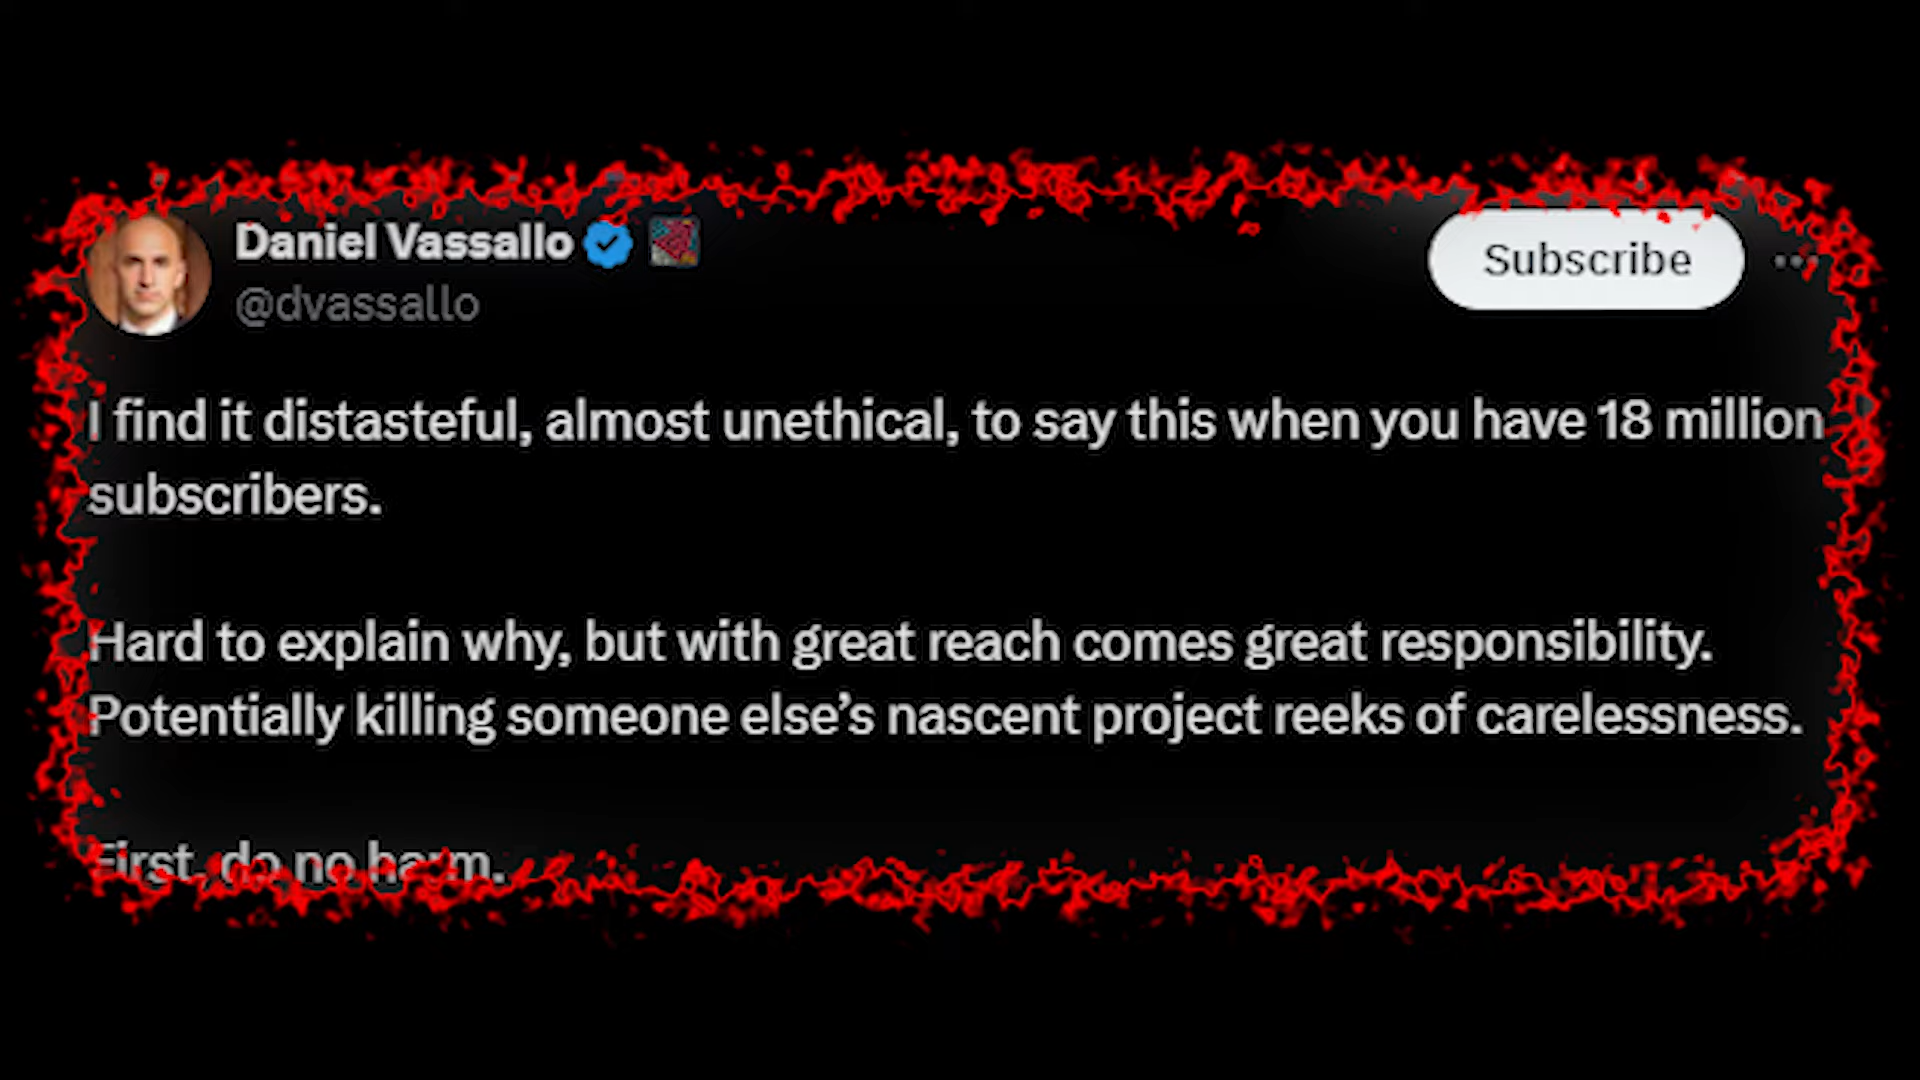 Daniel Vassallo
@dvassallo
Subscribe
I find it distasteful, almost unethical, to say this when you have 18 million
subscribers.
Hard to explain why, but with great reach comes great responsibility.
Potentially killing someone else’s nascent project reeks of carelessness.
First, do no harm.